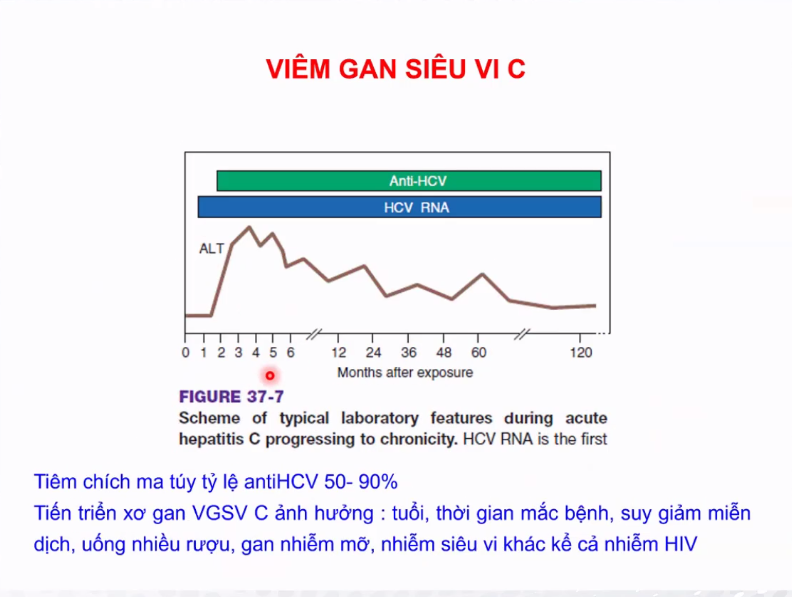 VIÊM GAN SIÊU VI C
Anti-HCV
HCV RNA
ALT
0 1 2 3 4 5 6 12 24 36 48 60 120
Months after exposure
FIGURE 37-7
Scheme of typical laboratory features during acute
hepatitis C progressing to chronicity. HCV RNA is the first
Tiêm chích ma túy tỷ lệ antiHCV 50- 90%
Tiến triển xơ gan VGSV C ảnh hưởng : tuổi, thời gian mắc bệnh, suy giảm miễn
dịch, uống nhiều rượu, gan nhiễm mỡ, nhiễm siêu vi khác kể cả nhiễm HIV